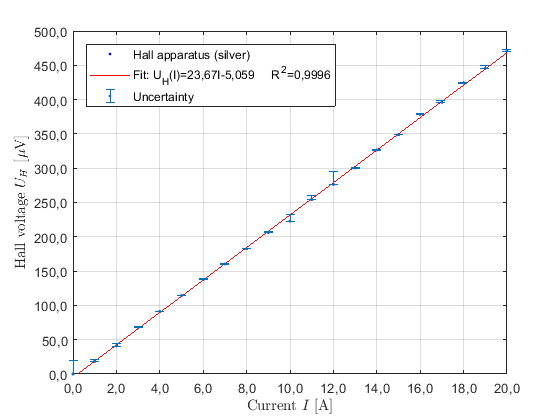 500,0
450,0
400,0
350,0
300,0
250,0
200,0
150,0
100,0
50,0
0,0
Hall voltage U_H [μV]
Hall apparatus (silver)
Fit: U_H(I)=23,67I-5,059 R^2=0,9996
Uncertainty
0,0 2,0 4,0 6,0 8,0 10,0 12,0 14,0 16,0 18,0 20,0
Current I [A]